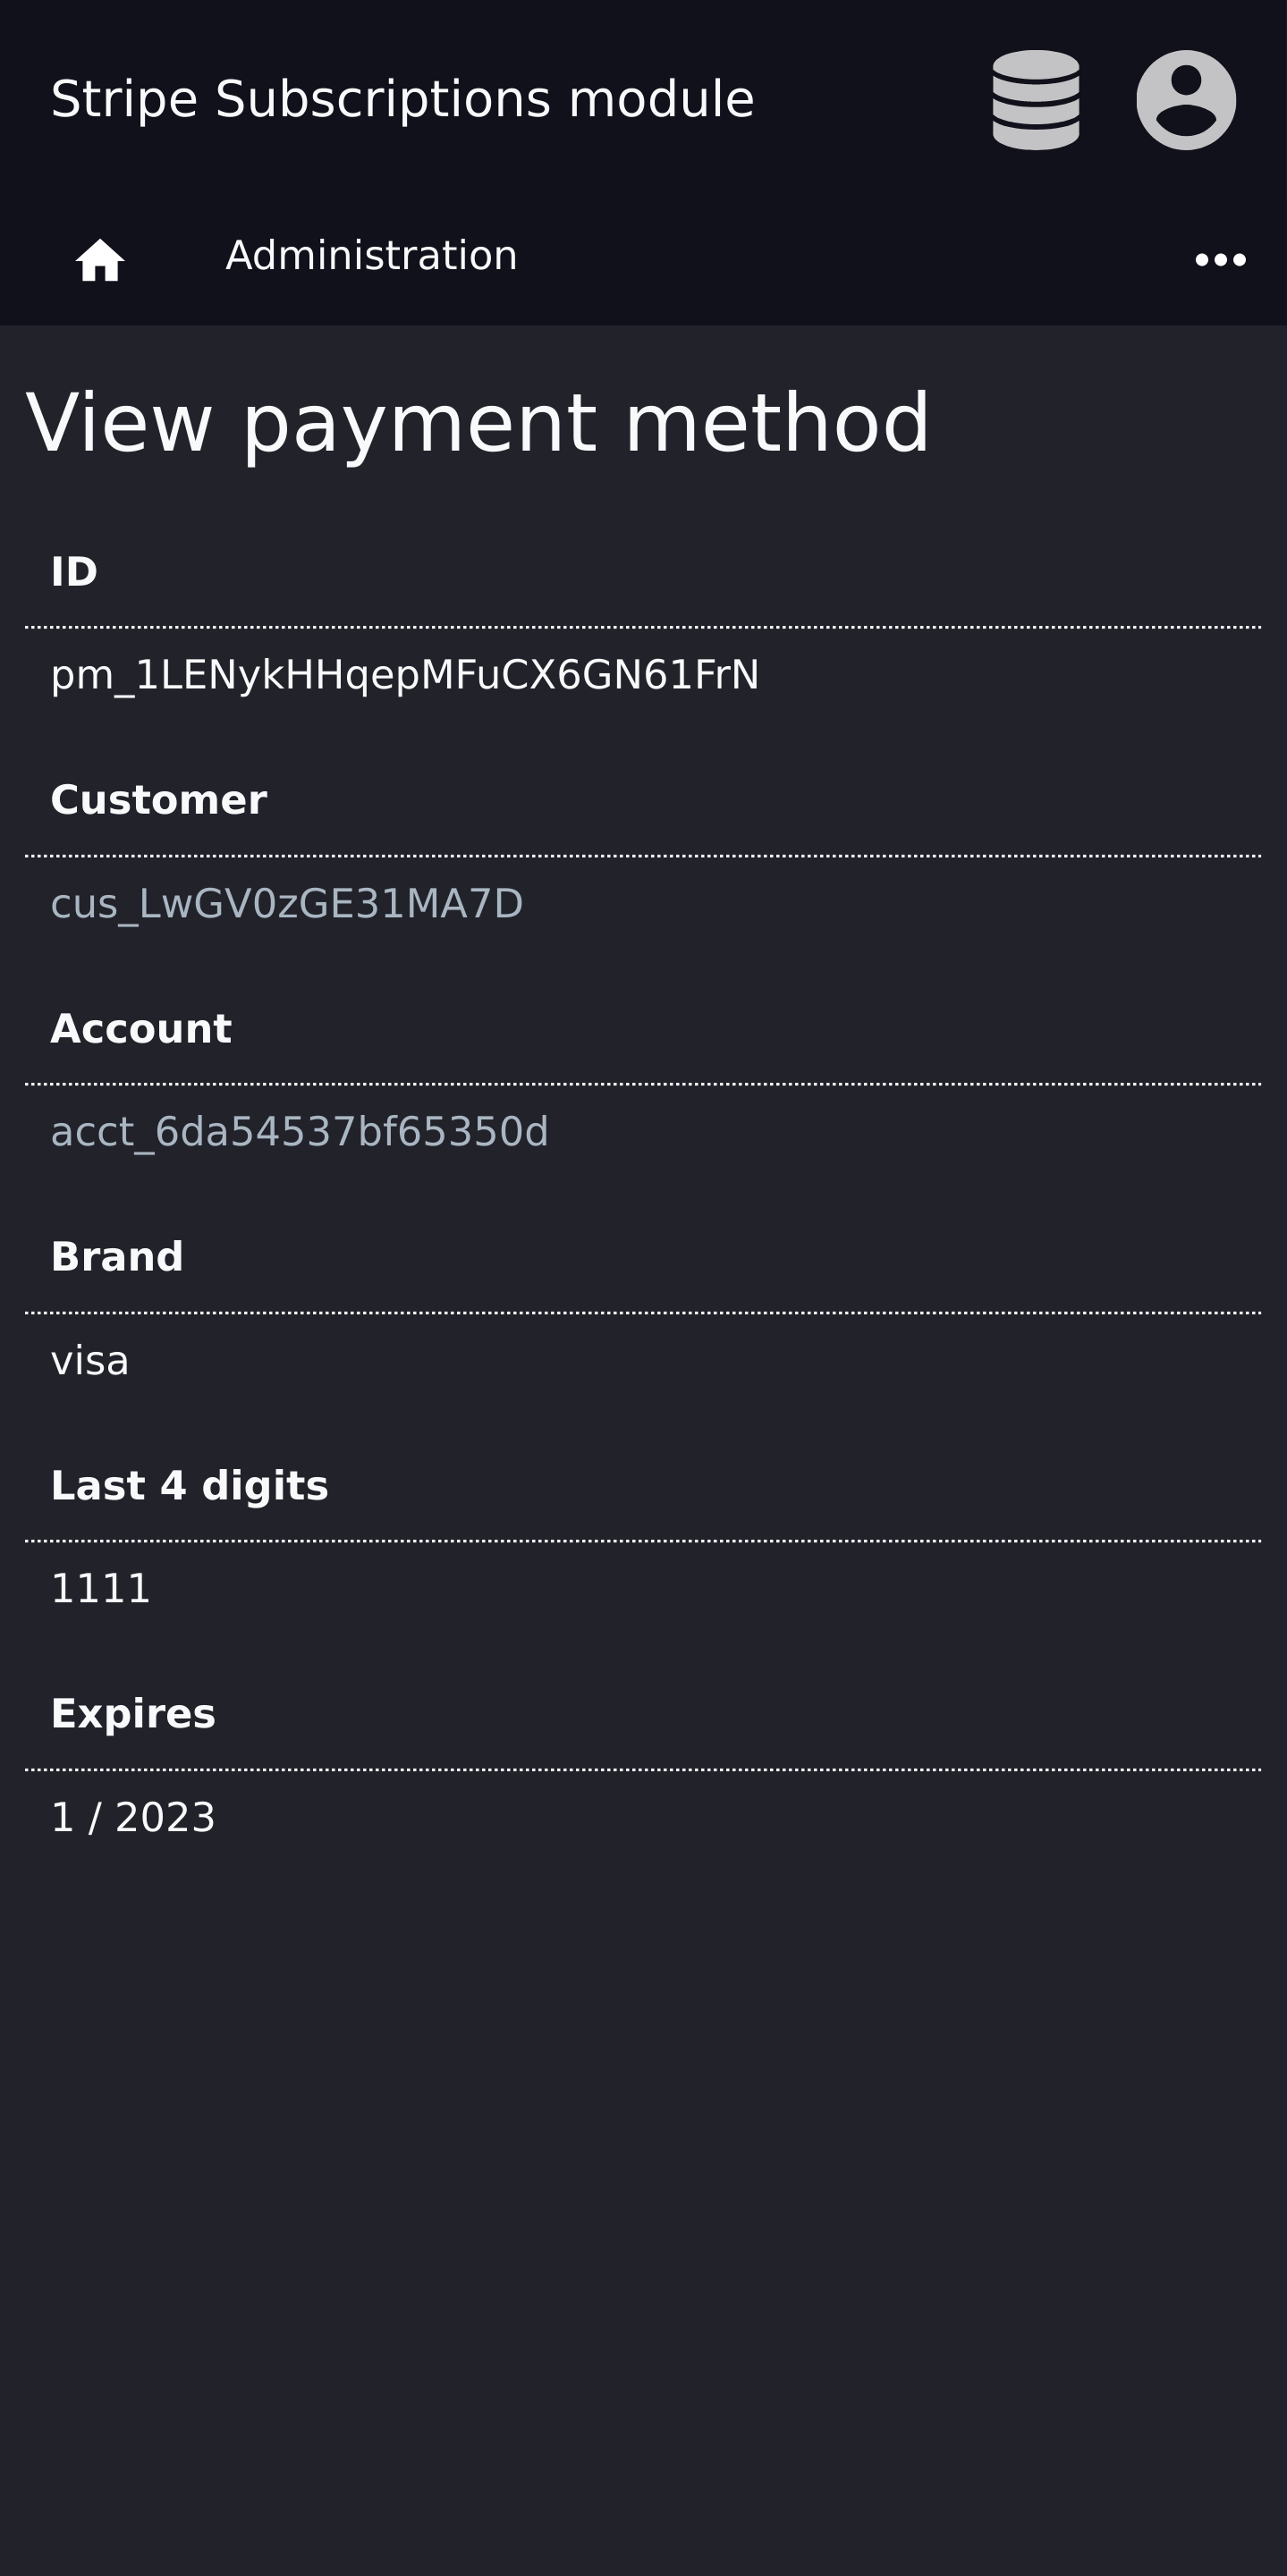 Stripe Subscriptions module
Administration
View payment method
ID
pm_1LENykHHqepMFuCX6GN61FrN
Customer
cus_LwGV0zGE31MA7D
Account
acct_6da54537bf65350d
Brand
visa
Last 4 digits
1111
Expires
1 / 2023